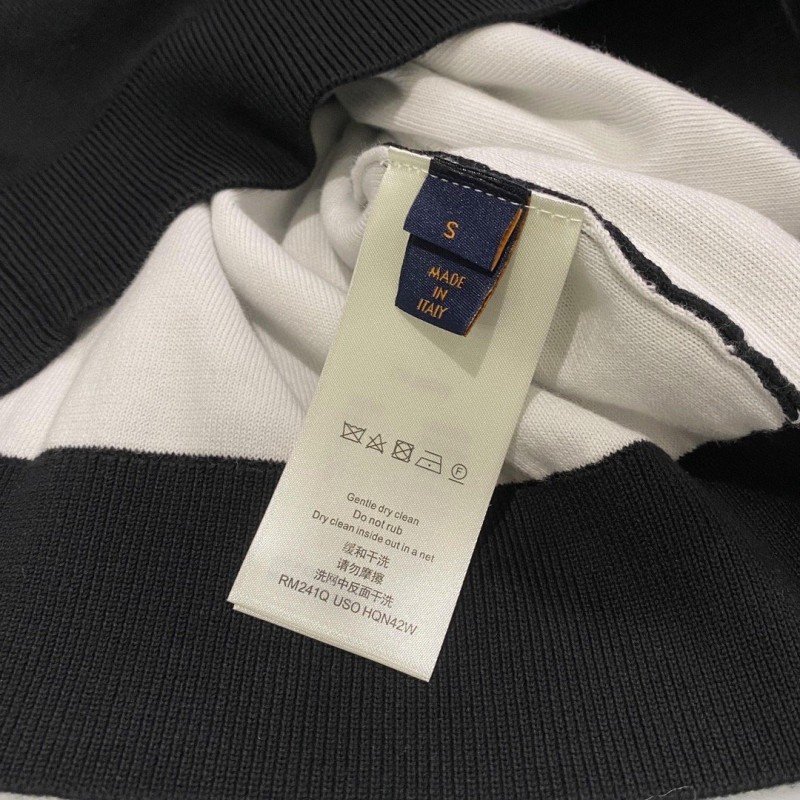 S
MADE
IN
ITALY
F
Gentle dry clean
Do not rub
Dry clean inside out in a net
缓和干洗
请勿摩擦
洗网中反面干洗
RM241Q USO HQN42W